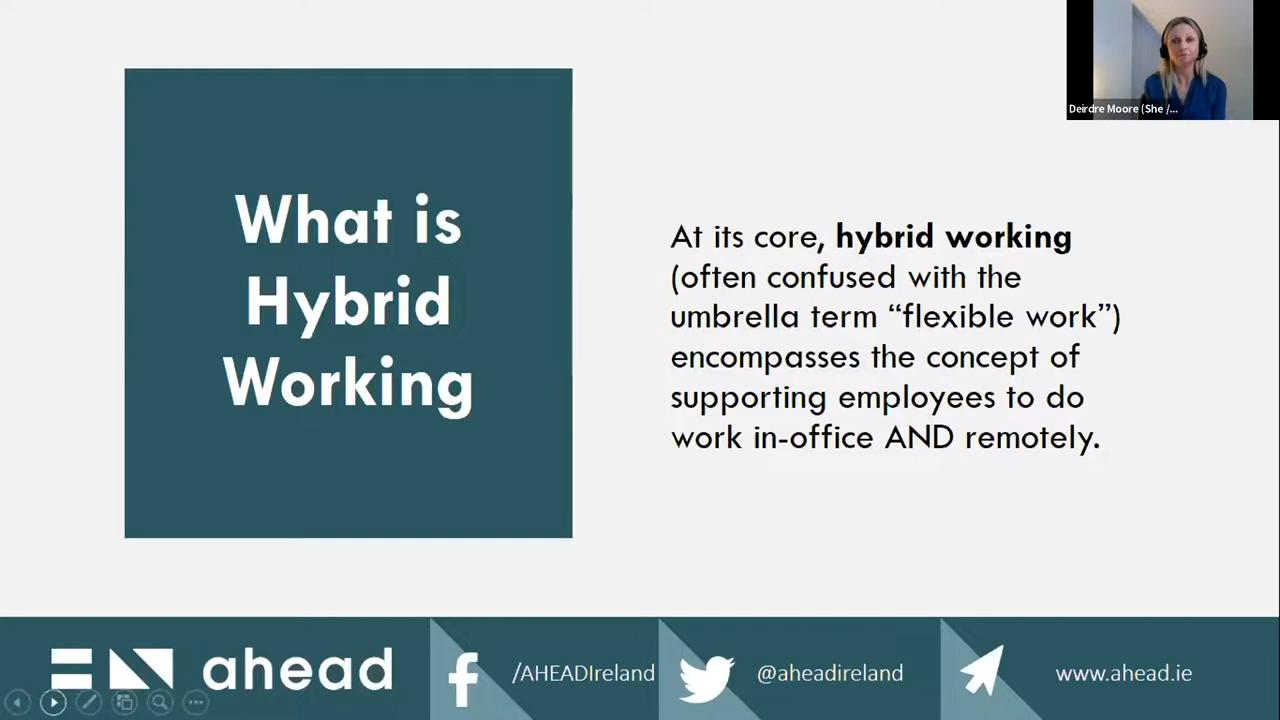 Deirdre Moore (She /...
What is
Hybrid
Working
At its core, hybrid working
(often confused with the
umbrella term “flexible work”)
encompasses the concept of
supporting employees to do
work in-office AND remotely.
ahead
/AHEADIreland
@aheadireland
www.ahead.ie